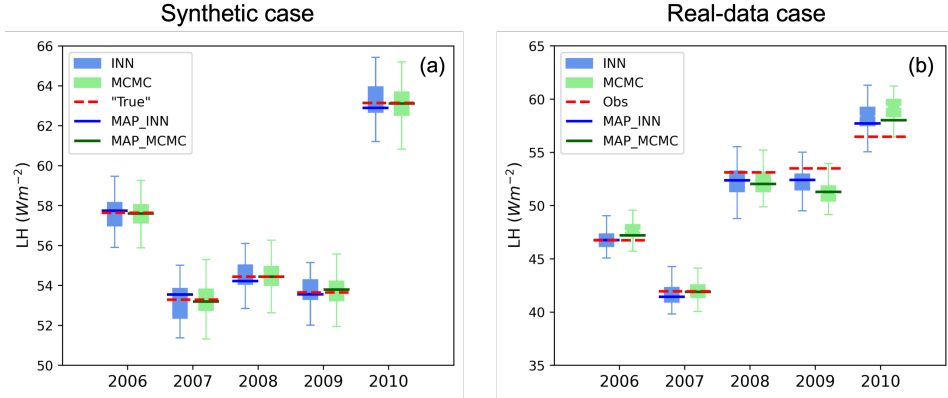 Synthetic case
Real-data case
(a)
INN
MCMC
"True"
MAP_INN
MAP_MCMC
LH (Wm⁻²)
66
64
62
60
58
56
54
52
50
2006 2007 2008 2009 2010
(b)
INN
MCMC
Obs
MAP_INN
MAP_MCMC
LH (Wm⁻²)
65
60
55
50
45
40
35
2006 2007 2008 2009 2010